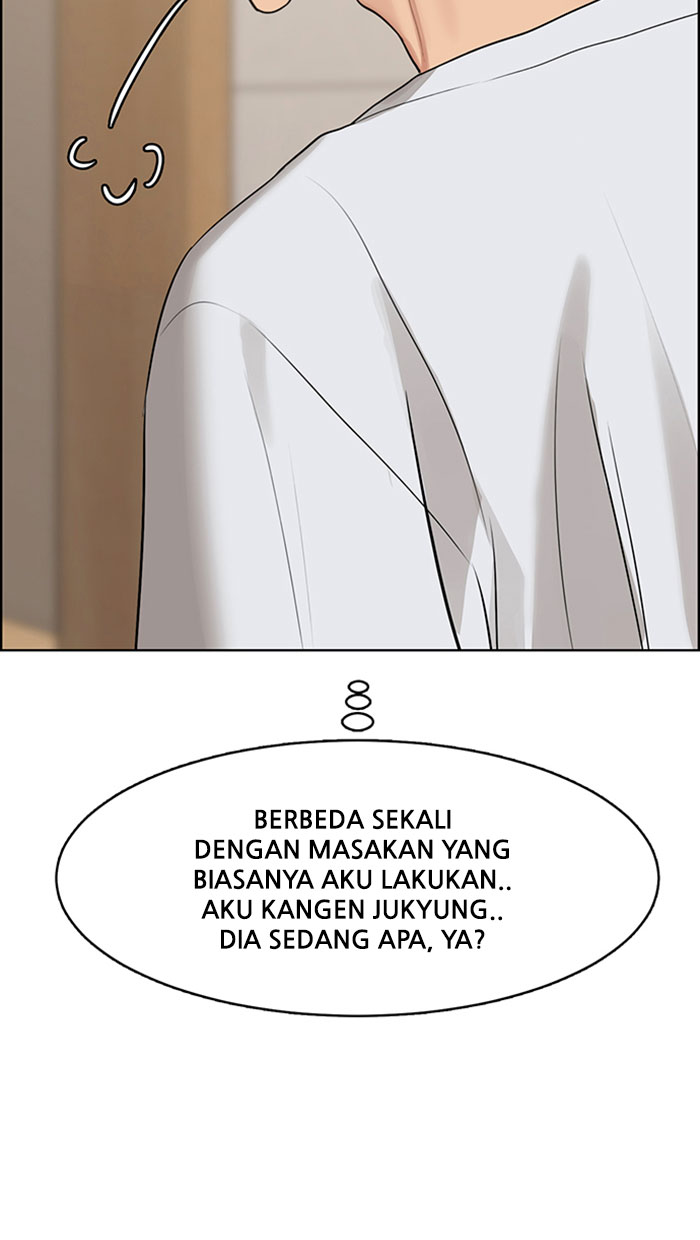 BERBEDA SEKALI
DENGAN MASAKAN YANG
BIASANYA AKU LAKUKAN..
AKU KANGEN JUKYUNG..
DIA SEDANG APA, YA?